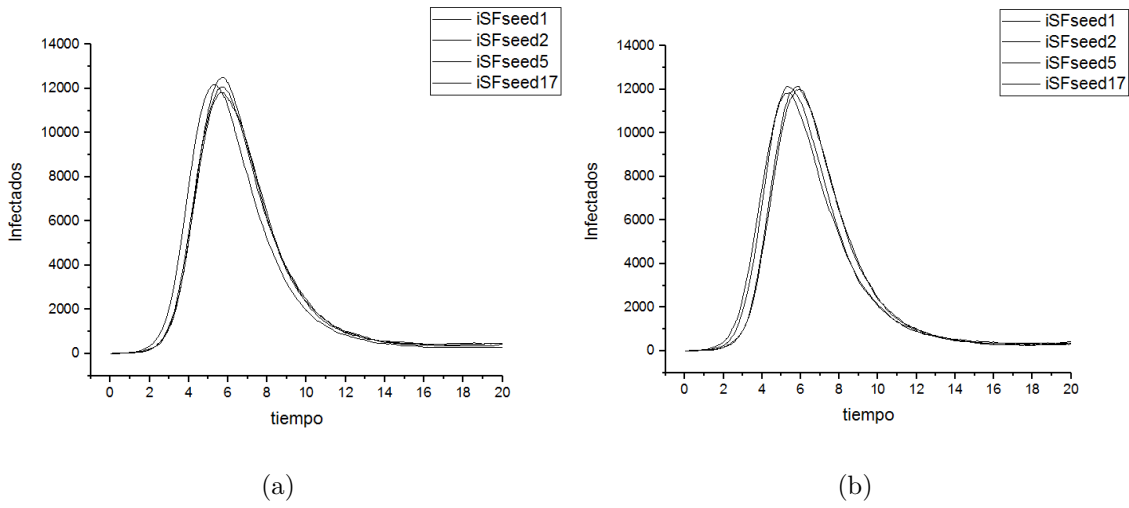 iSFseed1
iSFseed2
iSFseed5
iSFseed17
14000
12000
10000
8000
6000
4000
2000
0
Infectados
0 2 4 6 8 10 12 14 16 18 20
tiempo
(a)
iSFseed1
iSFseed2
iSFseed5
iSFseed17
14000
12000
10000
8000
6000
4000
2000
0
Infectados
0 2 4 6 8 10 12 14 16 18 20
tiempo
(b)